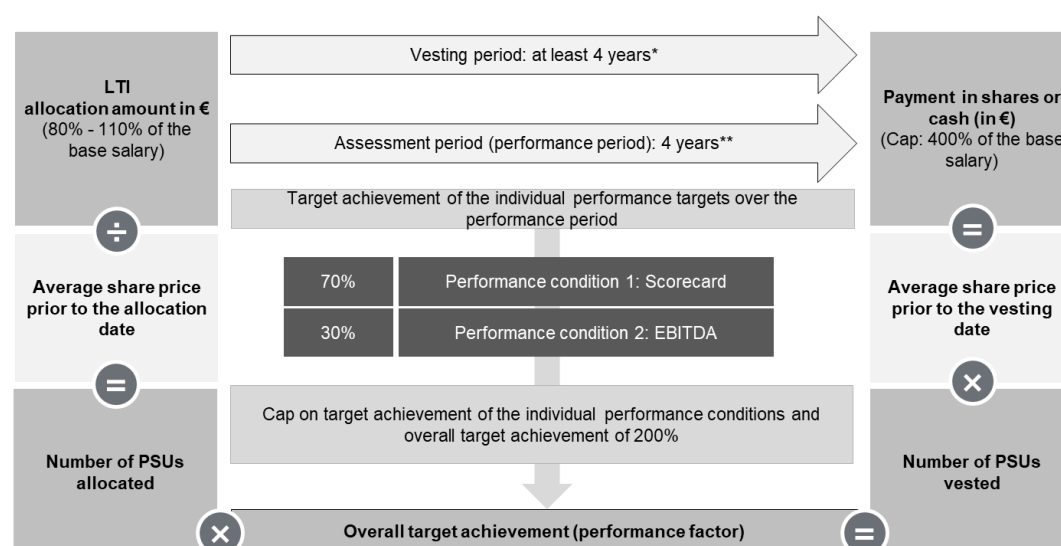 LTI
allocation amount in €
(80% - 110% of the
base salary)
÷
Average share price
prior to the allocation
date
=
Number of PSUs
allocated
×
Vesting period: at least 4 years*
Assessment period (performance period): 4 years**
Target achievement of the individual performance targets over the
performance period
70%
Performance condition 1: Scorecard
30%
Performance condition 2: EBITDA
Cap on target achievement of the individual performance conditions and
overall target achievement of 200%
Overall target achievement (performance factor)
=
Payment in shares or
cash (in €)
(Cap: 400% of the base
salary)
=
Average share price
prior to the vesting
date
×
Number of PSUs
vested